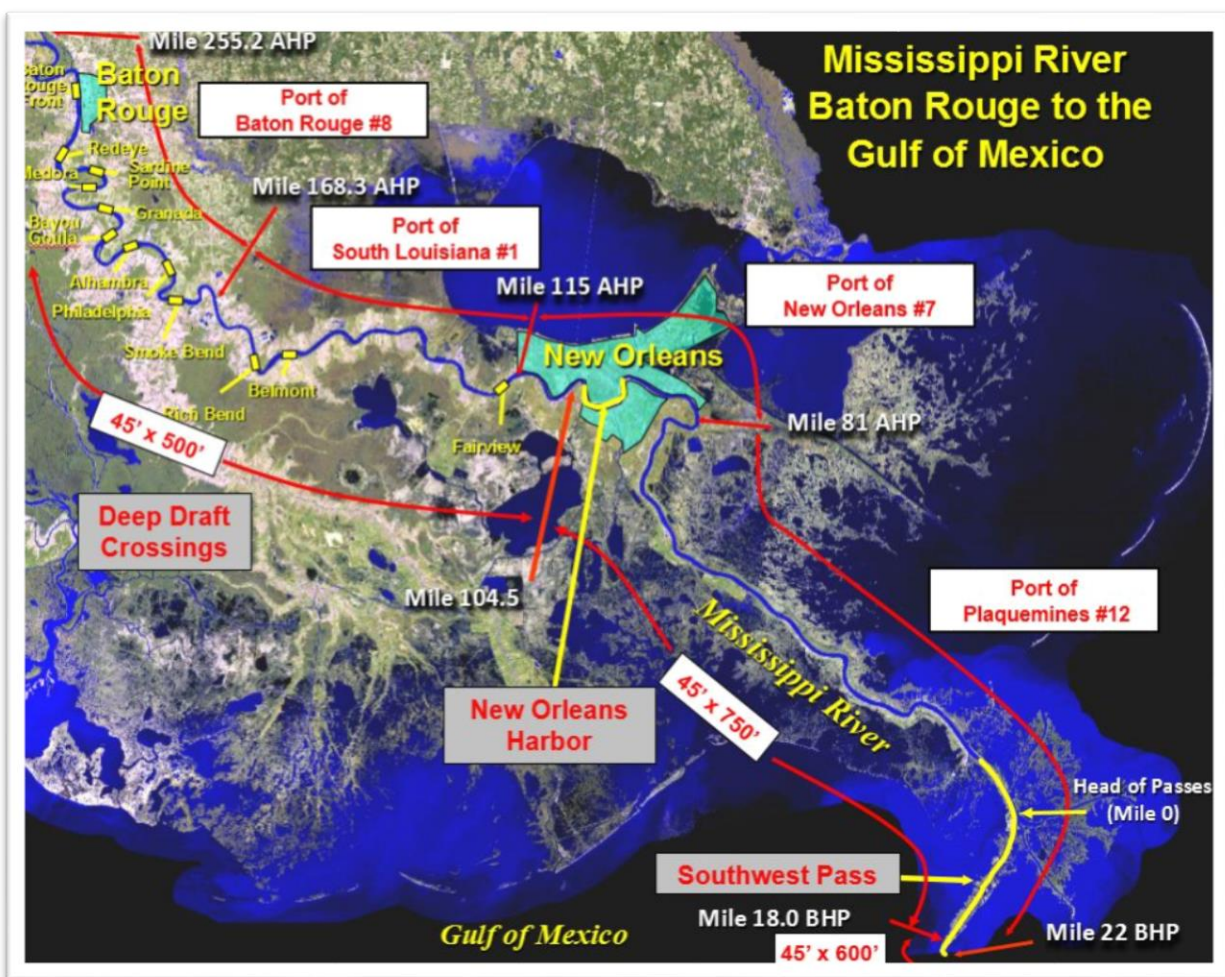 Mississippi River
Baton Rouge to the
Gulf of Mexico
Mile 255.2 AHP
Baton
Rouge
Front
Baton
Rouge
Port of
Baton Rouge #8
Redeye
Medora
Sardine
Point
Mile 168.3 AHP
Granada
Bayou
Goula
Port of
South Louisiana #1
Alhambra
Philadelphia
Mile 115 AHP
Port of
New Orleans #7
Smoke Bend
New Orleans
Belmont
Rich Bend
Fairview
Mile 81 AHP
45' x 500'
Deep Draft
Crossings
Mile 104.5
Port of
Plaquemines #12
Mississippi River
45' x 750'
New Orleans
Harbor
Head of Passes
(Mile 0)
Southwest Pass
Mile 18.0 BHP
Gulf of Mexico
45' x 600'
Mile 22 BHP